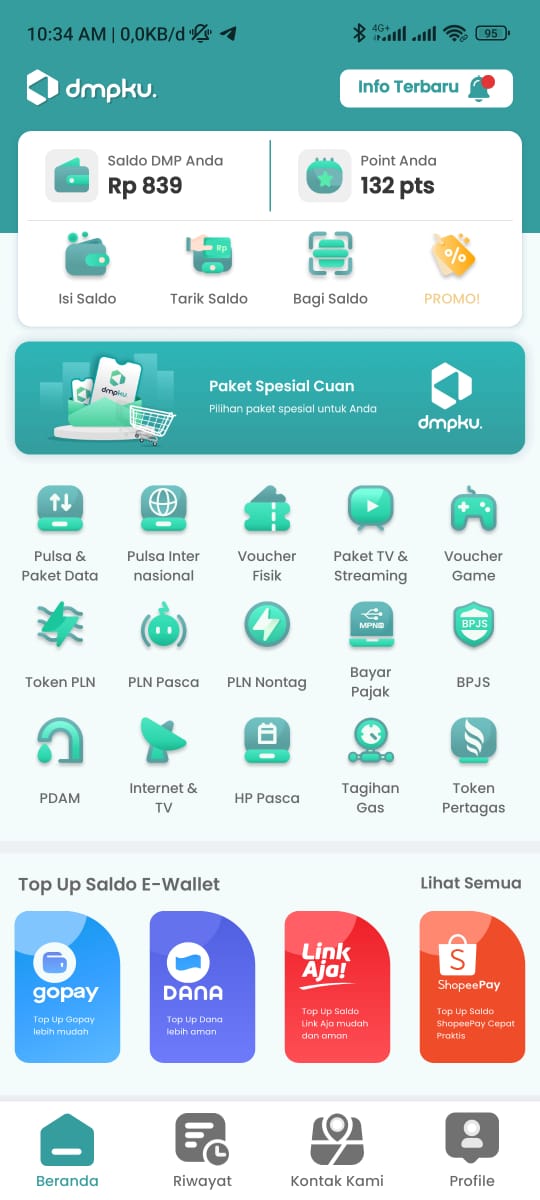 10:34 AM | 0,0KB/d
4G+
95
dmpku.
Info Terbaru
Saldo DMP Anda
Rp 839
Point Anda
132 pts
Rp
%
Isi Saldo
Tarik Saldo
Bagi Saldo
PROMO!
dmpku
Paket Spesial Cuan
Pilihan paket spesial untuk Anda
dmpku.
Pulsa &
Paket Data
Pulsa Inter
nasional
Voucher
Fisik
Paket TV &
Streaming
Voucher
Game
MPN
BPJS
Token PLN
PLN Pasca
PLN Nontag
Bayar
Pajak
BPJS
PDAM
Internet &
TV
HP Pasca
Tagihan
Gas
Token
Pertagas
Top Up Saldo E-Wallet
Lihat Semua
gopay
Top Up Gopay
lebih mudah
DANA
Top Up Dana
lebih aman
Link
Aja!
Top Up Saldo
Link Aja mudah
dan aman
S
ShopeePay
Top Up Saldo
ShopeePay Cepat
Praktis
Beranda
Riwayat
Kontak Kami
Profile